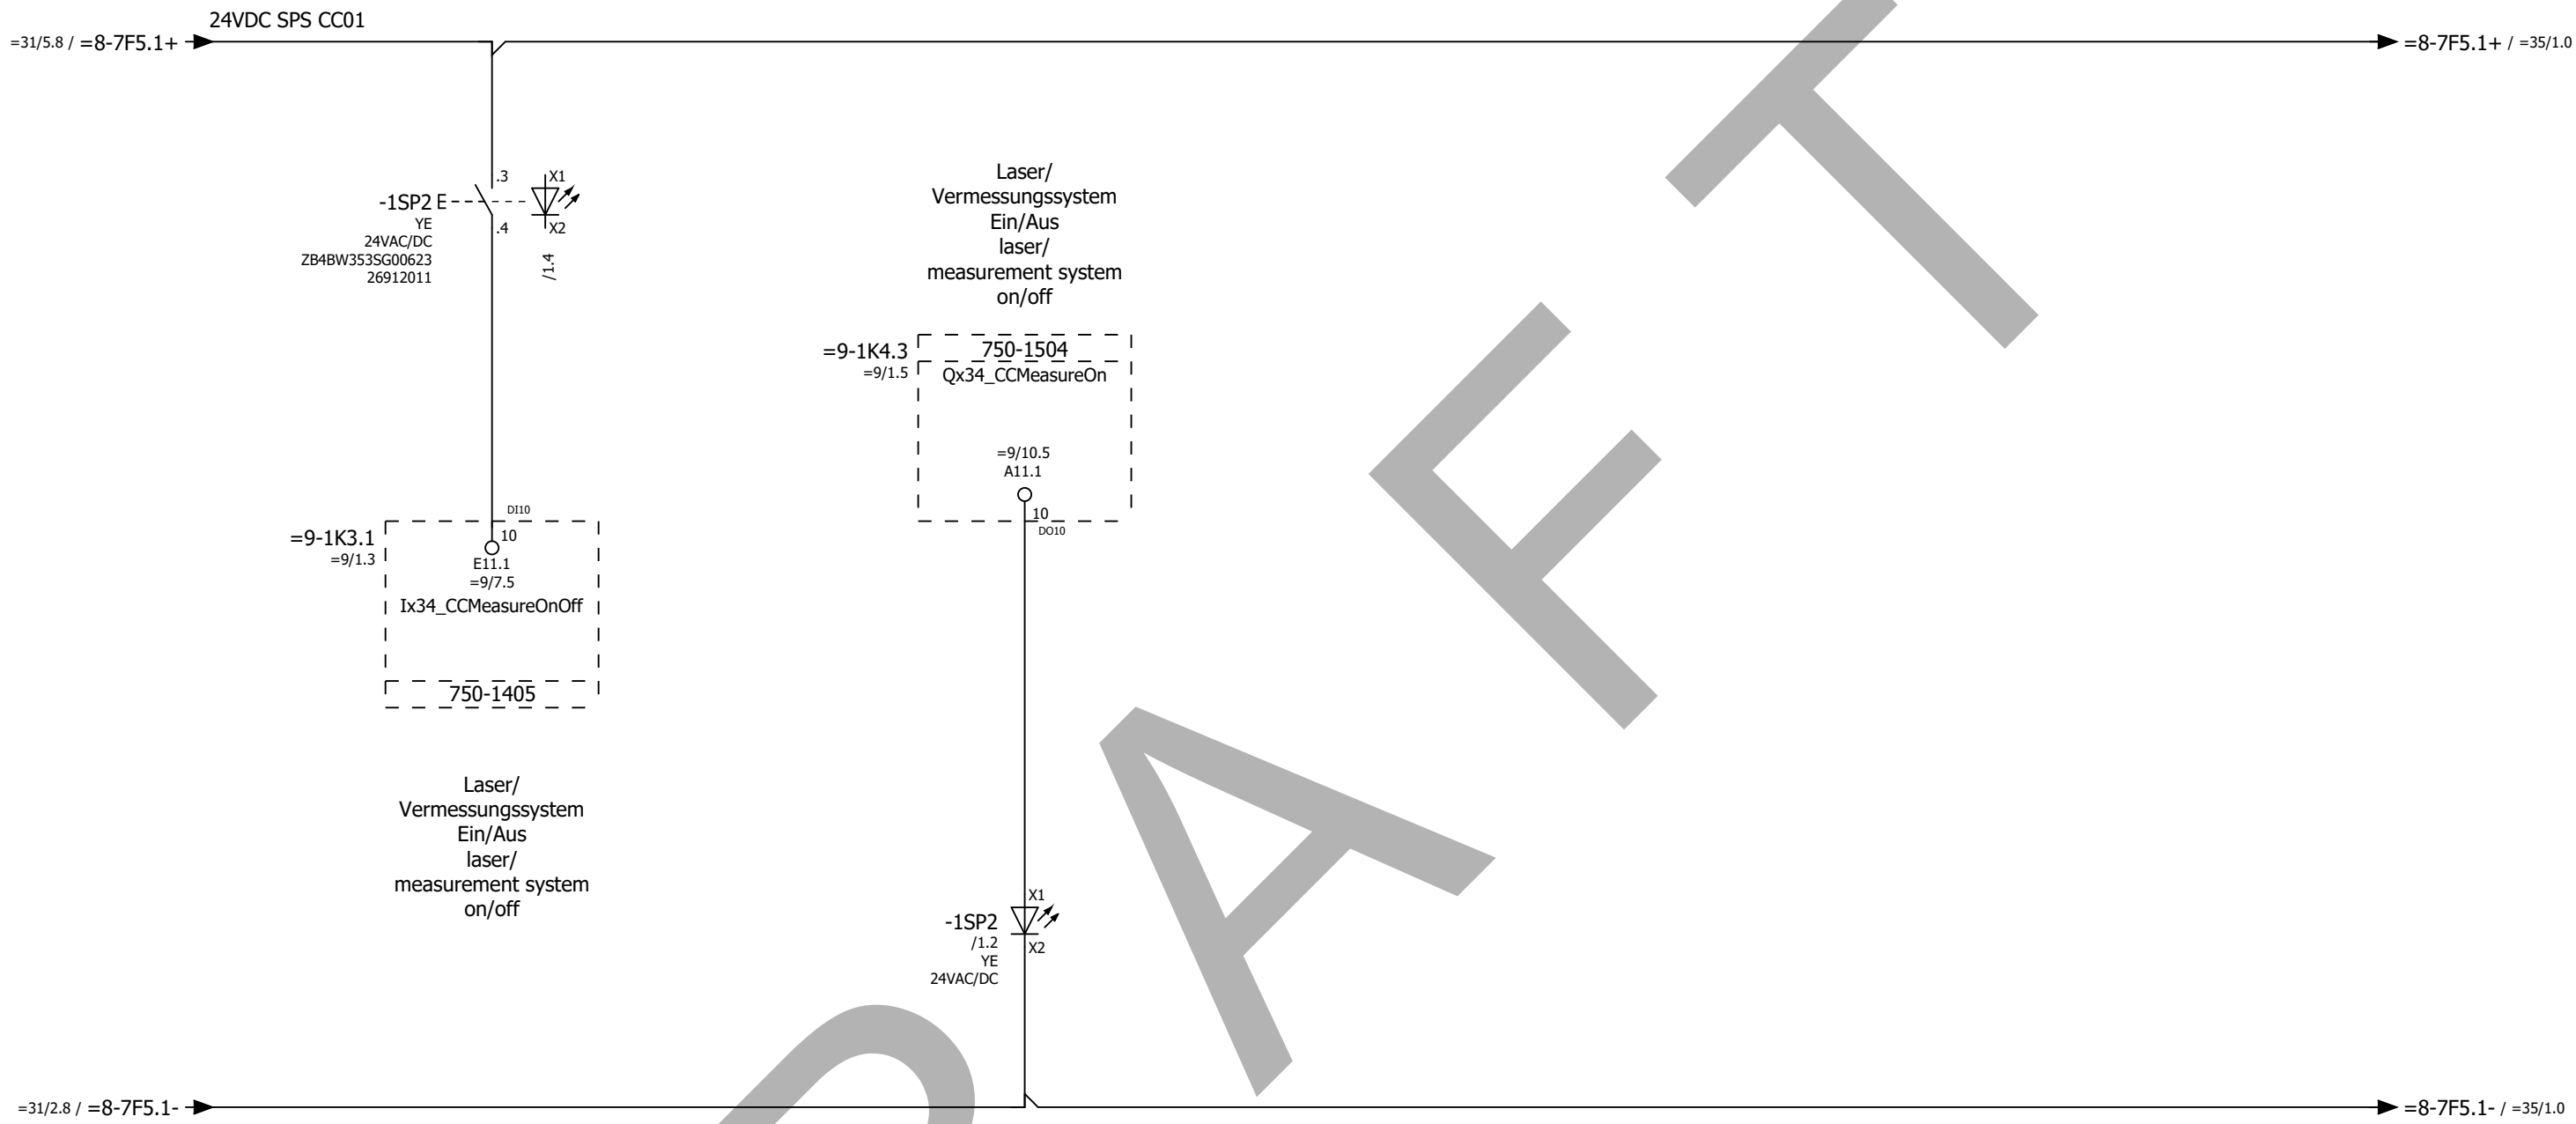 24VDC SPS CC01
=31/5.8 / =8-7F5.1+
=8-7F5.1+ / =35/1.0
.3
X1
-1SP2 E
YE
.4
X2
24VAC/DC
ZB4BW353SG00623
26912011
/1.4
Laser/
Vermessungssystem
Ein/Aus
laser/
measurement system
on/off
=9-1K4.3
=9/1.5
750-1504
Qx34_CCMeasureOn
=9/10.5
A11.1
10
DO10
DI10
10
=9-1K3.1
=9/1.3
E11.1
=9/7.5
Ix34_CCMeasureOnOff
750-1405
Laser/
Vermessungssystem
Ein/Aus
laser/
measurement system
on/off
X1
-1SP2
/1.2
X2
YE
24VAC/DC
=31/2.8 / =8-7F5.1-
=8-7F5.1- / =35/1.0
RAFT